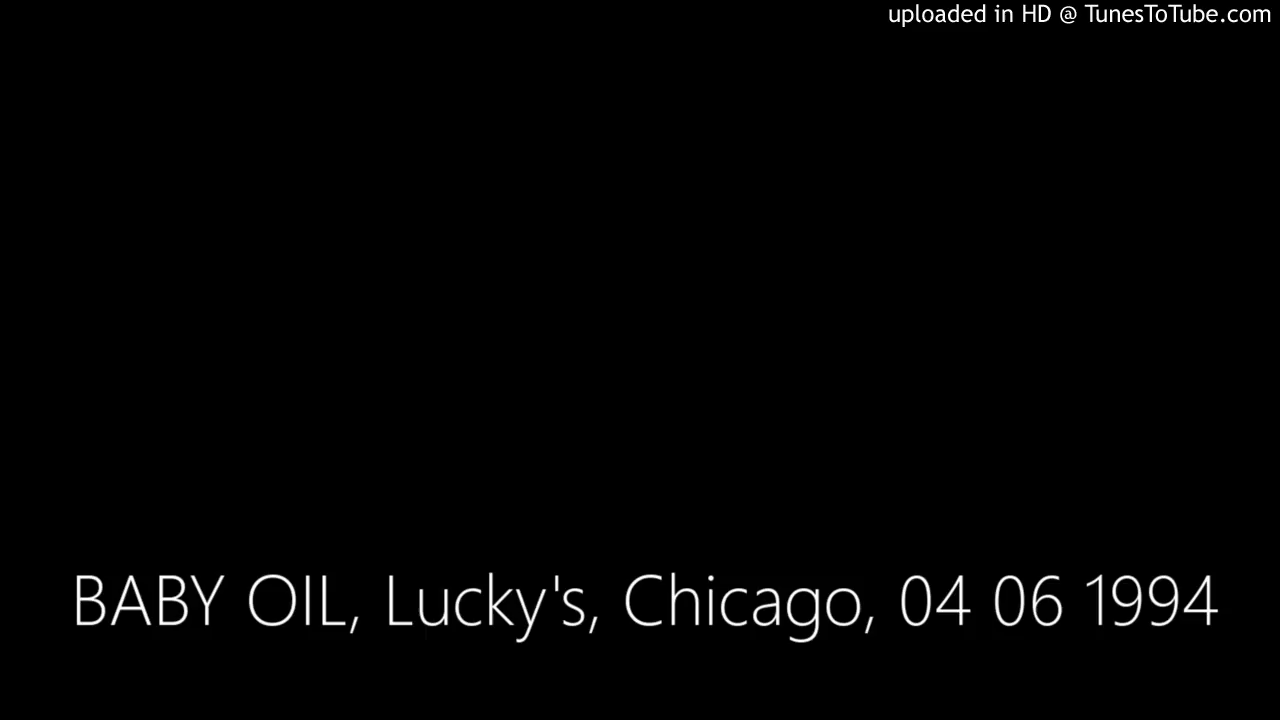 uploaded in HD @ TunesToTube.com
BABY OIL, Lucky's, Chicago, 04 06 1994